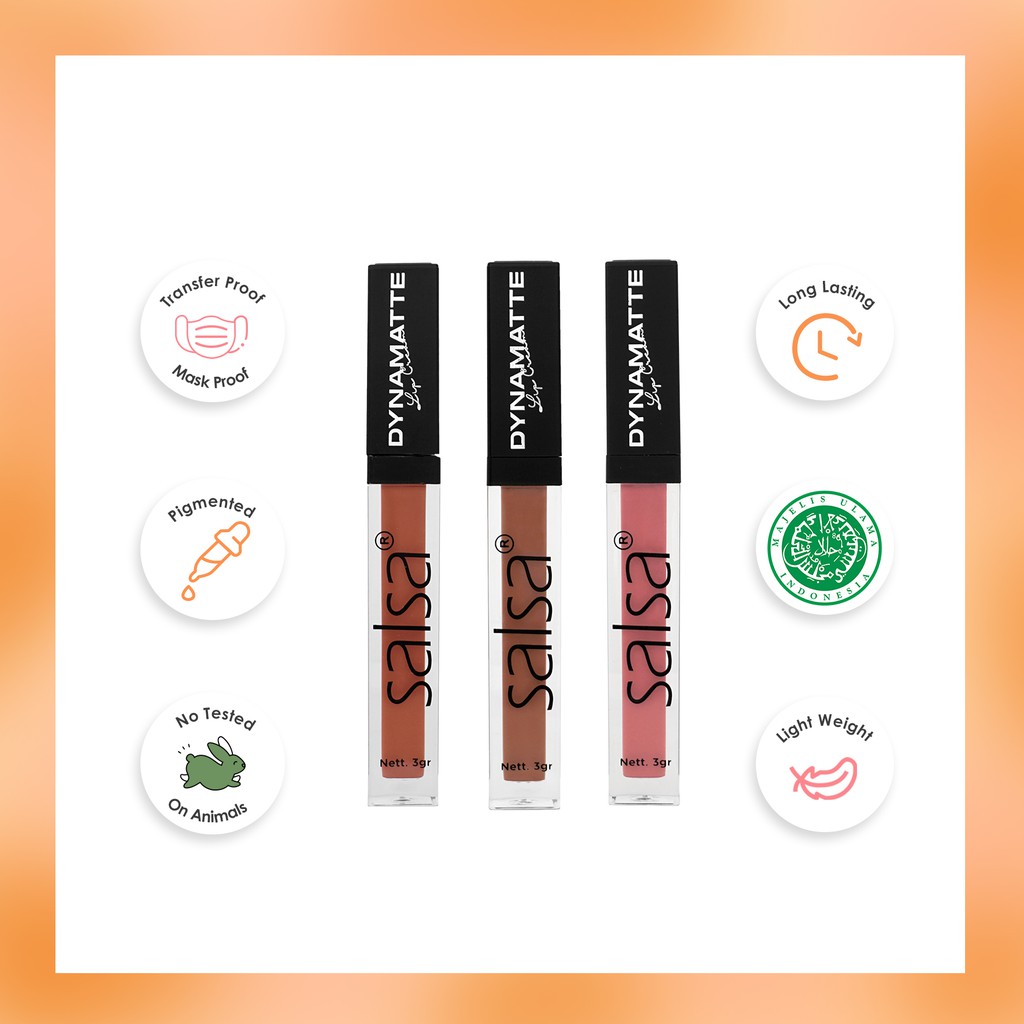 Transfer Proof
Mask Proof
Pigmented
No Tested
On Animals
DYNAMATTE
Lip Cream
salsa®
Nett. 3gr
DYNAMATTE
Lip Cream
salsa®
Nett. 3gr
DYNAMATTE
Lip Cream
salsa®
Nett. 3gr
Long Lasting
MAJELIS ULAMA
حلال
INDONESIA
Light Weight